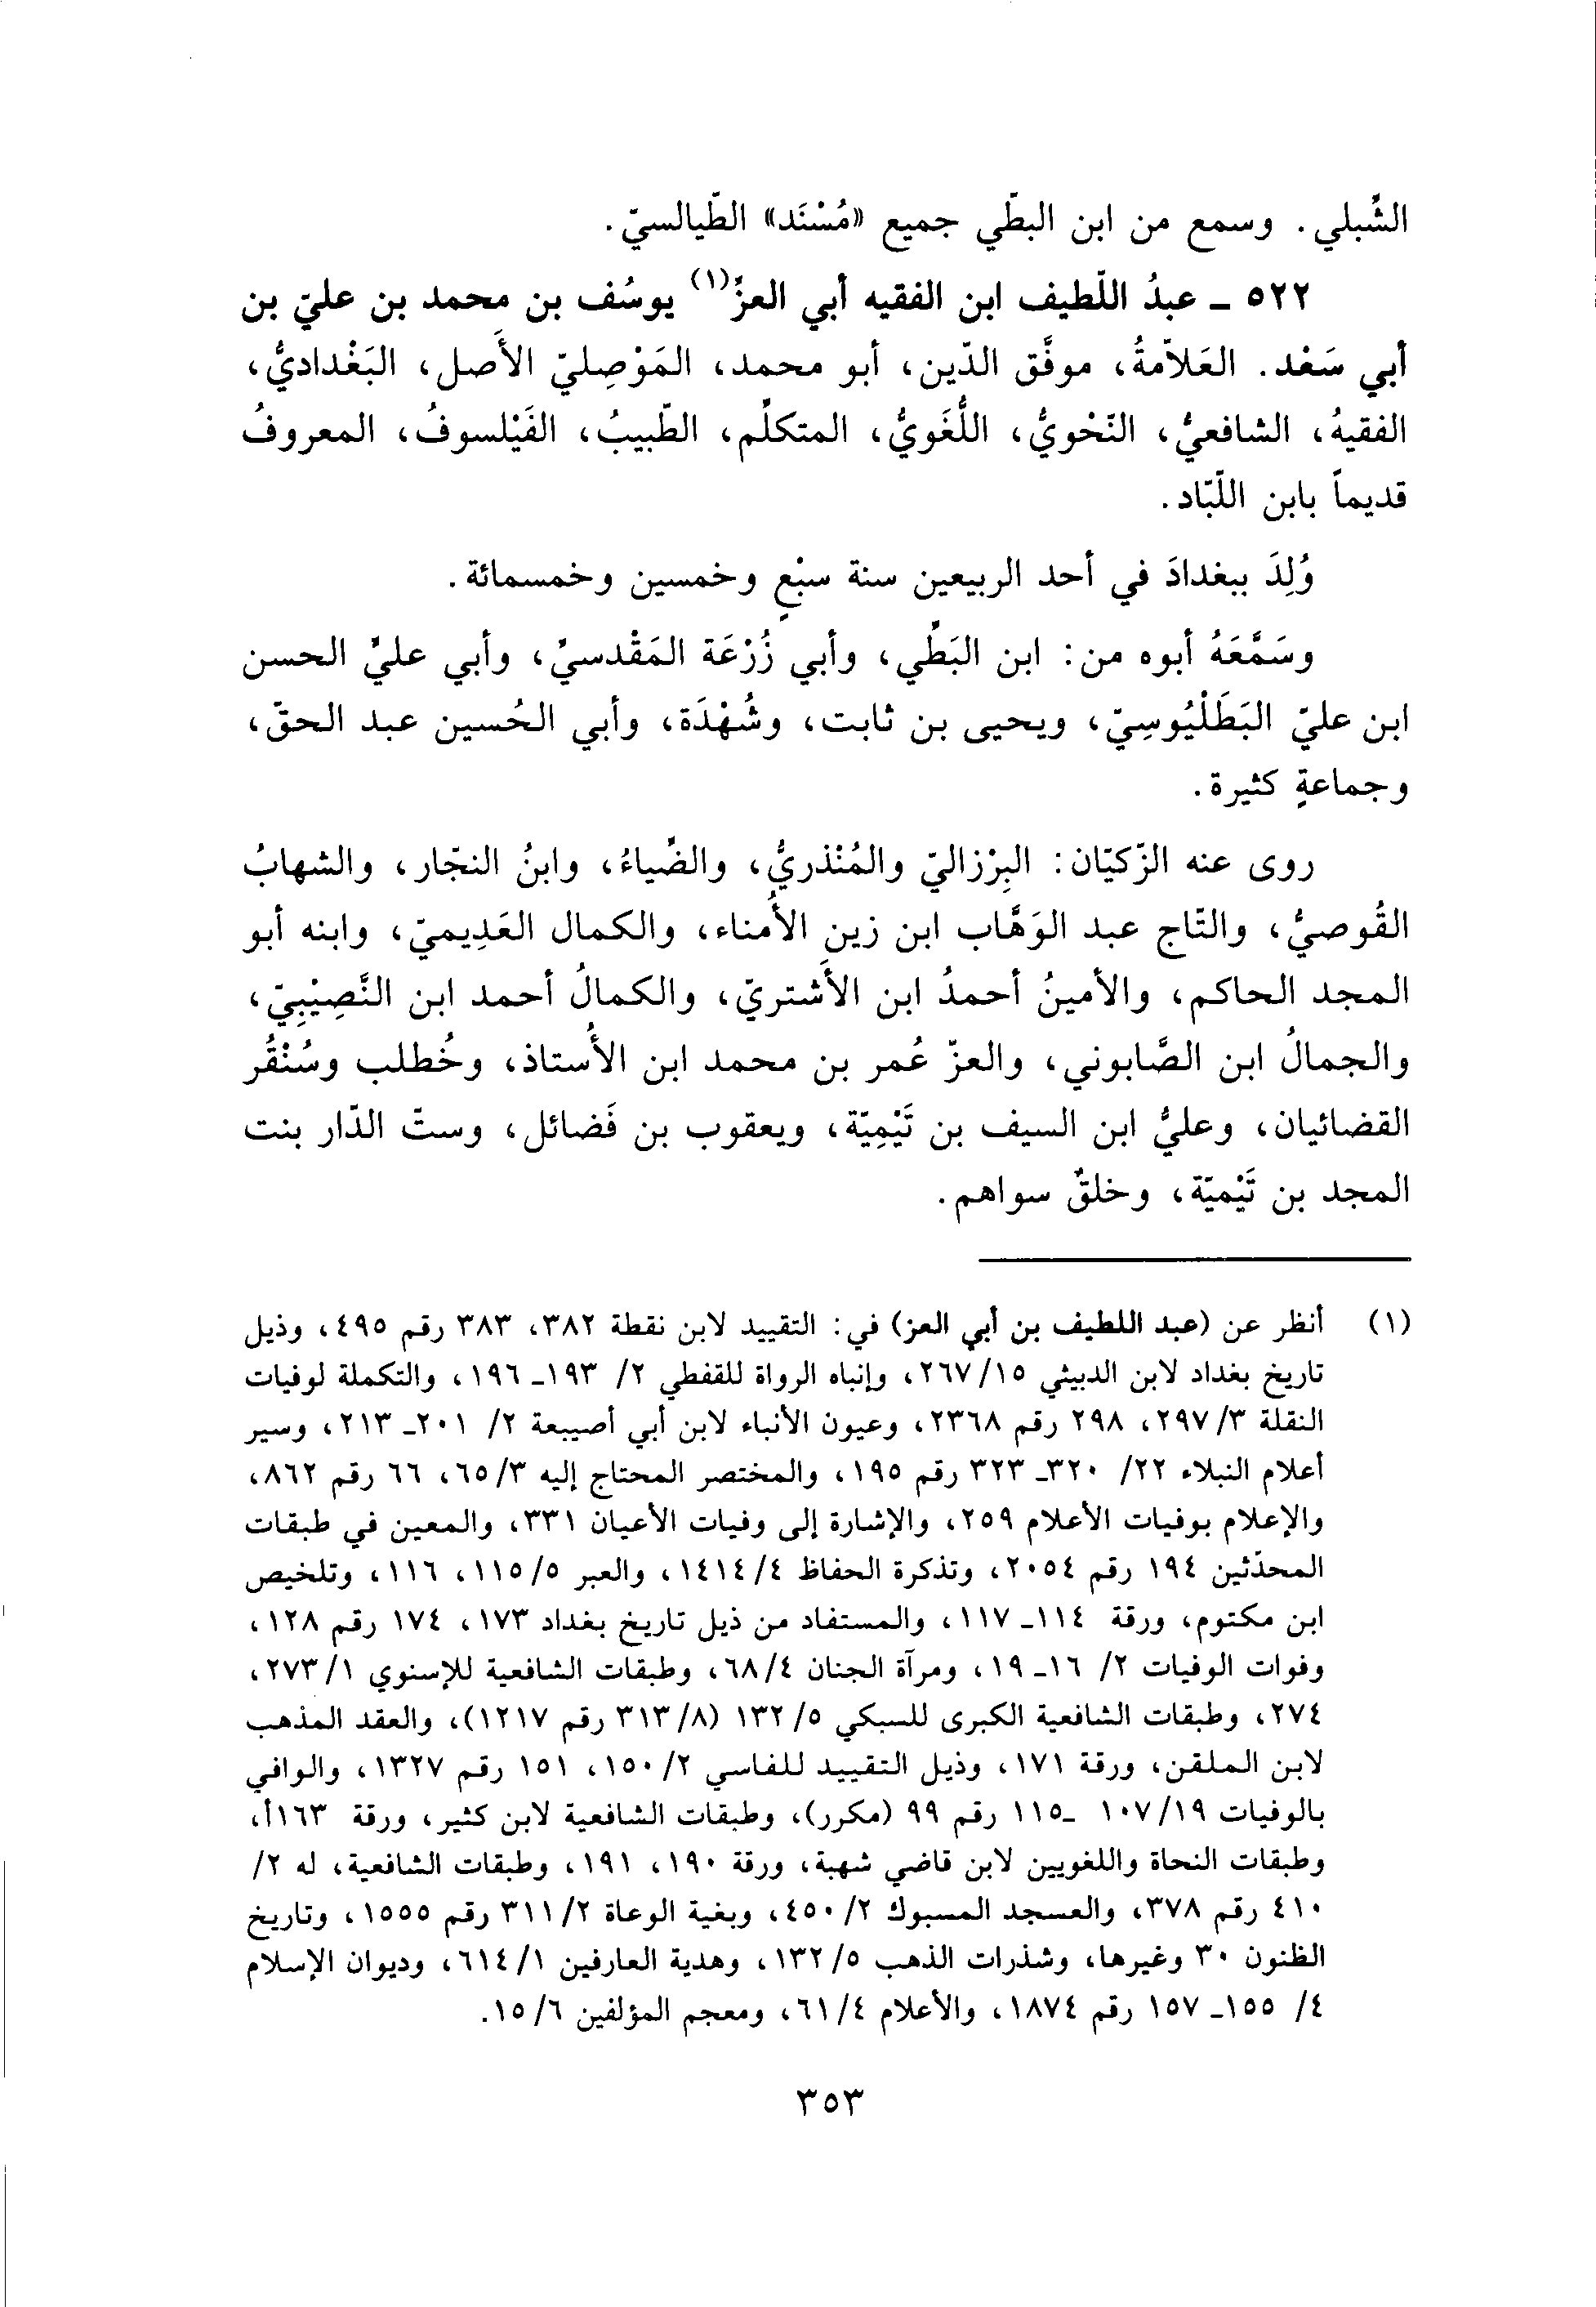 الشِّبلي. وسمع من ابن البطّي جميع «مُسْنَد» الطّيالسيّ.
٥٢٢ ـ عبدُ اللّطيف ابن الفقيه أبي العزِّ(١) يوسُف بن محمد بن عليّ بن
أبي سَعْد. العَلاّمةُ، موفَّق الدّين، أبو محمد، المَوْصِليّ الأَصل، البَغْداديُّ،
الفقيهُ، الشافعيُّ، النّحْويُّ، اللُّغَويُّ، المتكلِّم، الطّبيبُ، الفَيْلسوفُ، المعروفُ
قديماً بابن اللّبّاد.
وُلِدَ ببغدادَ في أحد الربيعين سنة سبْعٍ وخمسين وخمسمائة.
وسَمَّعَهُ أبوه من: ابن البَطِّي، وأبي زُرْعَة المَقْدسيِّ، وأبي عليِّ الحسن
ابن عليّ البَطَلْيُوسِيّ، ويحيى بن ثابت، وشُهْدَة، وأبي الحُسين عبد الحقّ،
وجماعةٍ كثيرة.
روى عنه الزّكيّان: البِرْزاليّ والمُنْذريُّ، والضِّياءُ، وابنُ النجّار، والشهابُ
القُوصيُّ، والتّاج عبد الوَهَّاب ابن زين الأُمناء، والكمال العَدِيميّ، وابنه أبو
المجد الحاكم، والأمينُ أحمدُ ابن الأَشتريّ، والكمالُ أحمد ابن النَّصِيْبِيّ،
والجمالُ ابن الصَّابوني، والعزّ عُمر بن محمد ابن الأُستاذ، وخُطلب وسُنْقُر
القضائيان، وعليُّ ابن السيف بن تَيْمِيّة، ويعقوب بن فَضائل، وستّ الدّار بنت
المجد بن تَيْميّة، وخلقٌ سواهم.
(١) أنظر عن (عبد اللطيف بن أبي العز) في: التقييد لابن نقطة ٣٨٢، ٣٨٣ رقم ٤٩٥، وذيل
تاريخ بغداد لابن الدبيثي ١٥/٢٦٧، وإنباه الرواة للقفطي ٢/ ١٩٣ـ ١٩٦، والتكملة لوفيات
النقلة ٣/٢٩٧، ٢٩٨ رقم ٢٣٦٨، وعيون الأنباء لابن أبي أصيبعة ٢/ ٢٠١ـ ٢١٣، وسير
أعلام النبلاء ٢٢/ ٣٢٠ـ ٣٢٣ رقم ١٩٥، والمختصر المحتاج إليه ٣/٦٥، ٦٦ رقم ٨٦٢،
والإعلام بوفيات الأعلام ٢٥٩، والإشارة إلى وفيات الأعيان ٣٣١، والمعين في طبقات
المحدّثين ١٩٤ رقم ٢٠٥٤، وتذكرة الحفاظ ٤/١٤١٤، والعبر ٥/١١٥، ١١٦، وتلخيص
ابن مكتوم، ورقة ١١٤ـ ١١٧، والمستفاد من ذيل تاريخ بغداد ١٧٣، ١٧٤ رقم ١٢٨،
وفوات الوفيات ٢/ ١٦ـ ١٩، ومرآة الجنان ٤/٦٨، وطبقات الشافعية للإسنوي ١/٢٧٣،
٢٧٤، وطبقات الشافعية الكبرى للسبكي ٥/١٣٢ (٨/٣١٣ رقم ١٢١٧)، والعقد المذهب
لابن الملقن، ورقة ١٧١، وذيل التقييد للفاسي ٢/١٥٠، ١٥١ رقم ١٣٢٧، والوافي
بالوفيات ١٩/١٠٧ ـ١١٥ رقم ٩٩ (مكرر)، وطبقات الشافعية لابن كثير، ورقة ١٦٣أ،
وطبقات النحاة واللغويين لابن قاضي شهبة، ورقة ١٩٠، ١٩١، وطبقات الشافعية، له ٢/
٤١٠ رقم ٣٧٨، والعسجد المسبوك ٢/٤٥٠، وبغية الوعاة ٢/٣١١ رقم ١٥٥٥، وتاريخ
الظنون ٣٠ وغيرها، وشذرات الذهب ٥/١٣٢، وهدية العارفين ١/٦١٤، وديوان الإسلام
٤/ ١٥٥ـ ١٥٧ رقم ١٨٧٤، والأعلام ٤/٦١، ومعجم المؤلفين ٦/١٥.
٣٥٣